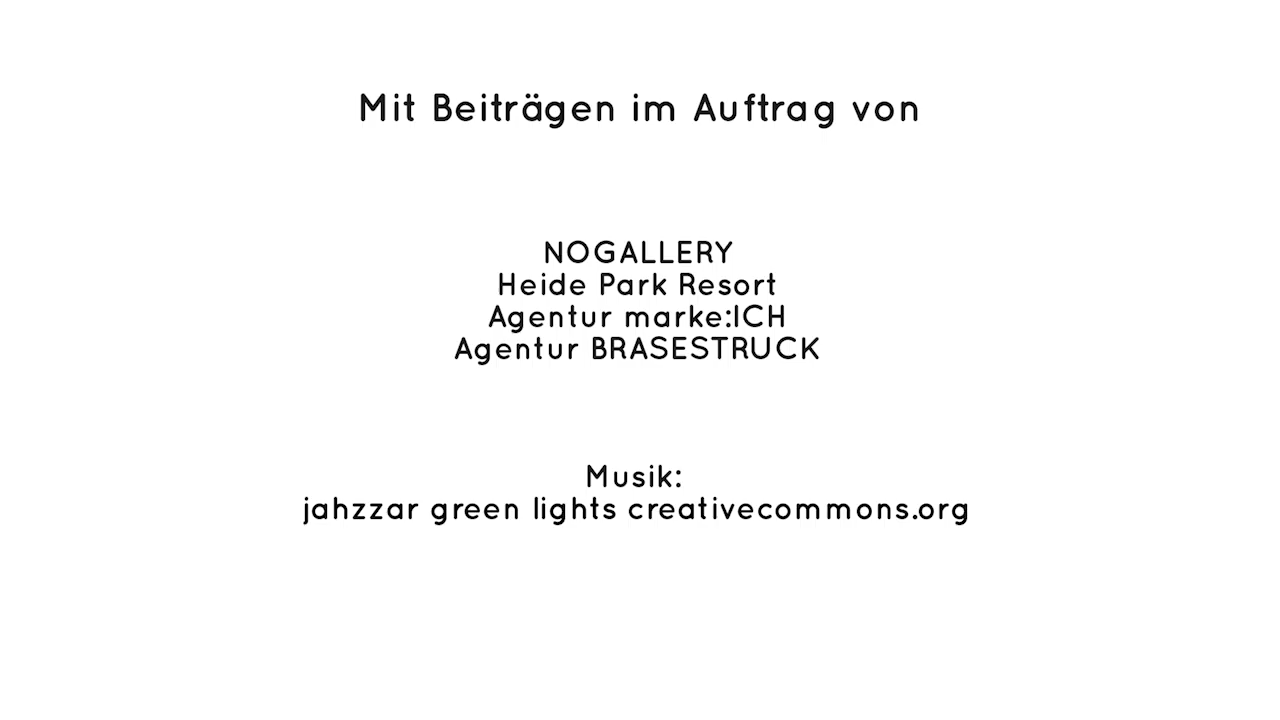 Mit Beiträgen im Auftrag von
NOGALLERY
Heide Park Resort
Agentur marke:ICH
Agentur BRASESTRUCK
Musik:
jahzzar green lights creativecommons.org